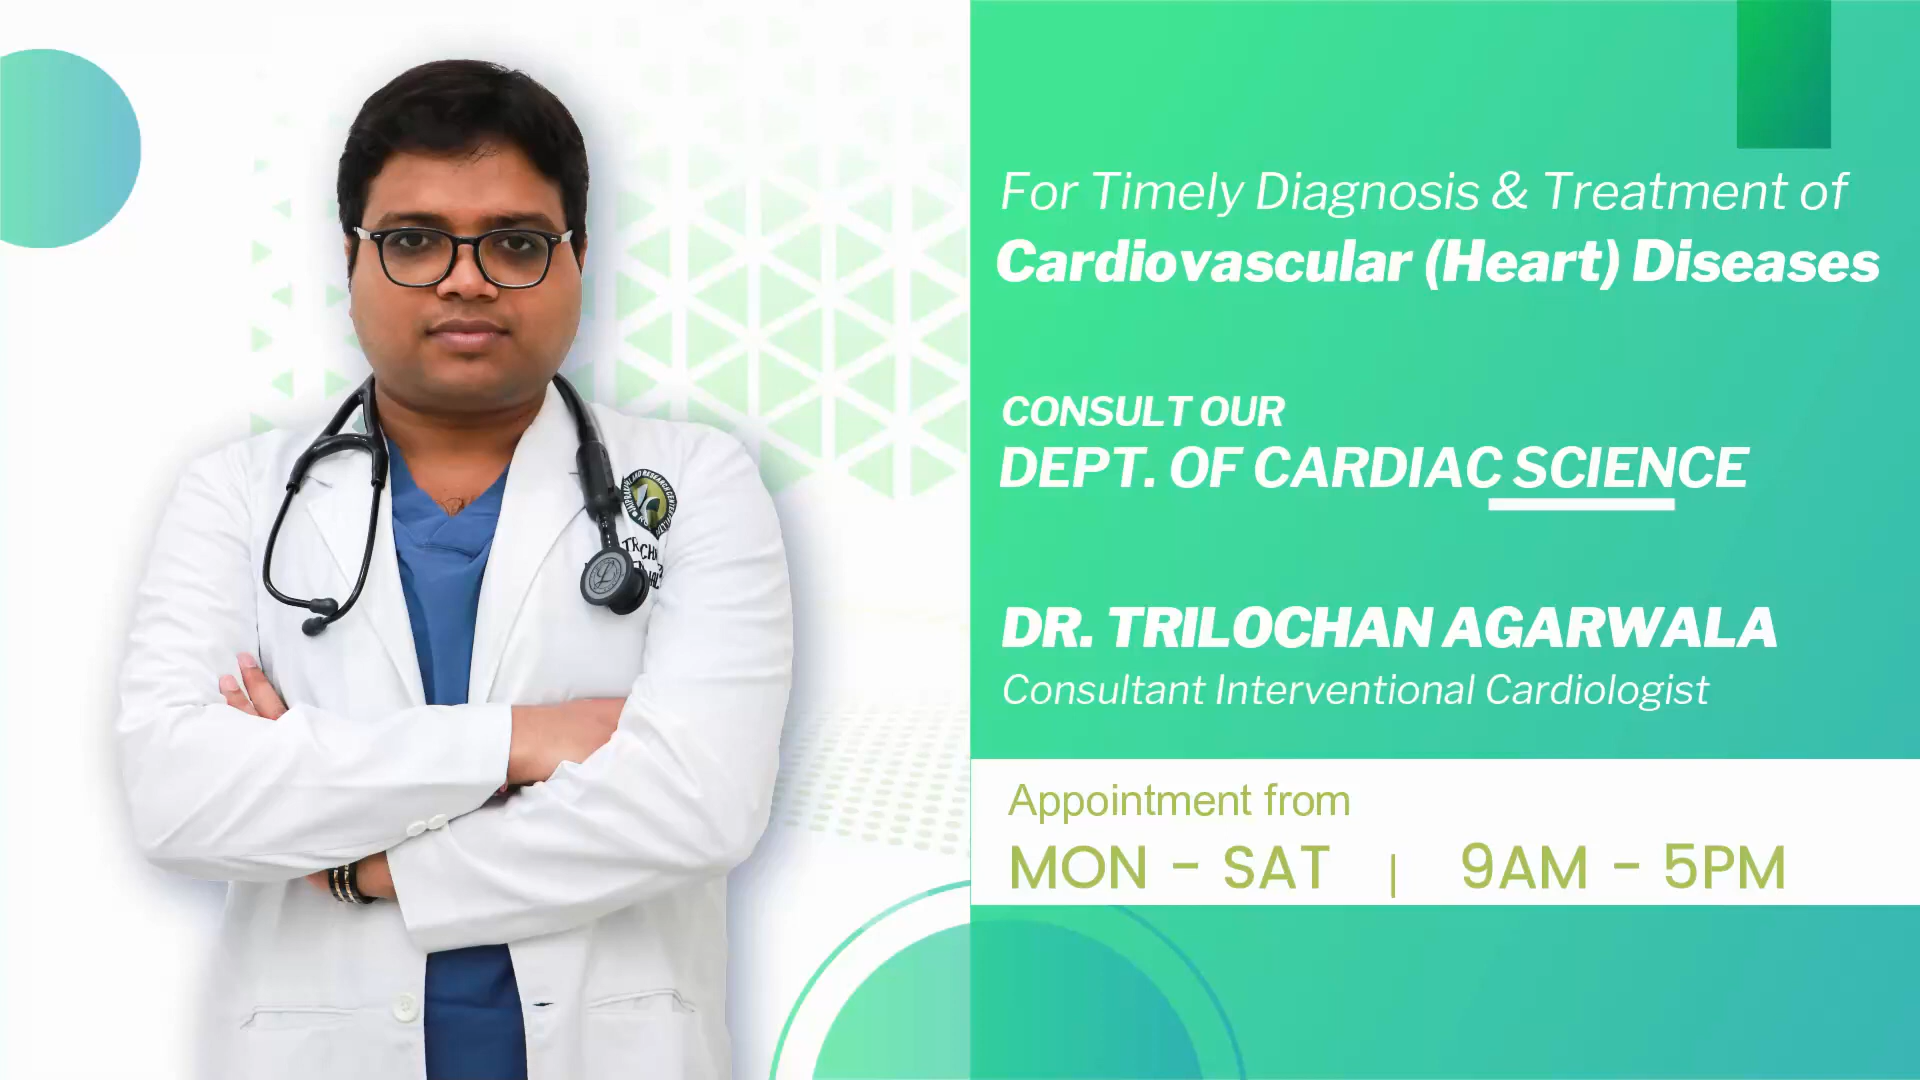 For Timely Diagnosis & Treatment of
Cardiovascular (Heart) Diseases
CONSULT OUR
DEPT. OF CARDIAC SCIENCE
DR. TRILOCHAN AGARWALA
Consultant Interventional Cardiologist
Appointment from
MON - SAT | 9AM - 5PM